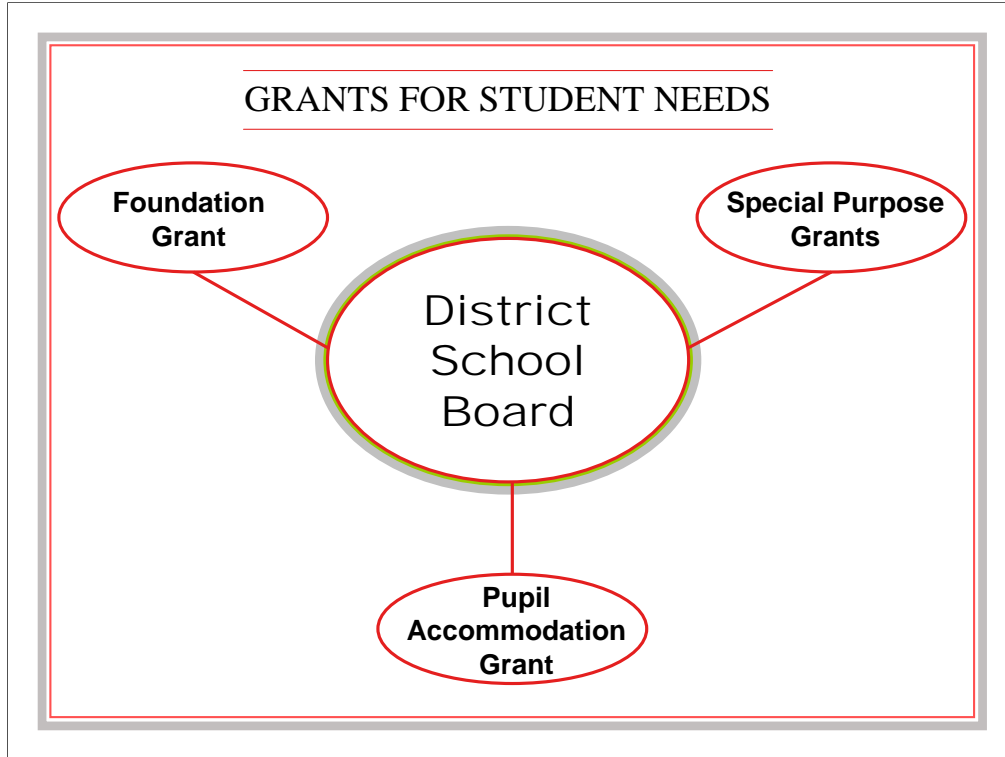 GRANTS FOR STUDENT NEEDS
Foundation
Grant
Special Purpose
Grants
District
School
Board
Pupil
Accommodation
Grant